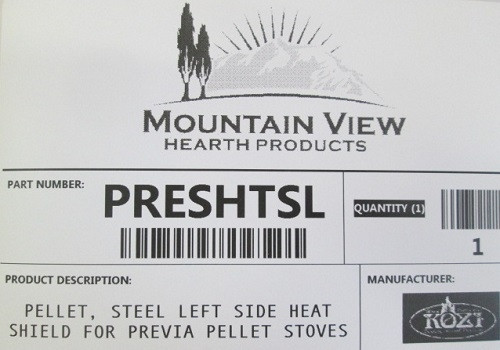 MOUNTAIN VIEW
HEARTH PRODUCTS
PART NUMBER:
PRESHTSL
QUANTITY (1)
1
PRODUCT DESCRIPTION:
PELLET, STEEL LEFT SIDE HEAT
SHIELD FOR PREVIA PELLET STOVES
MANUFACTURER:
KOZI